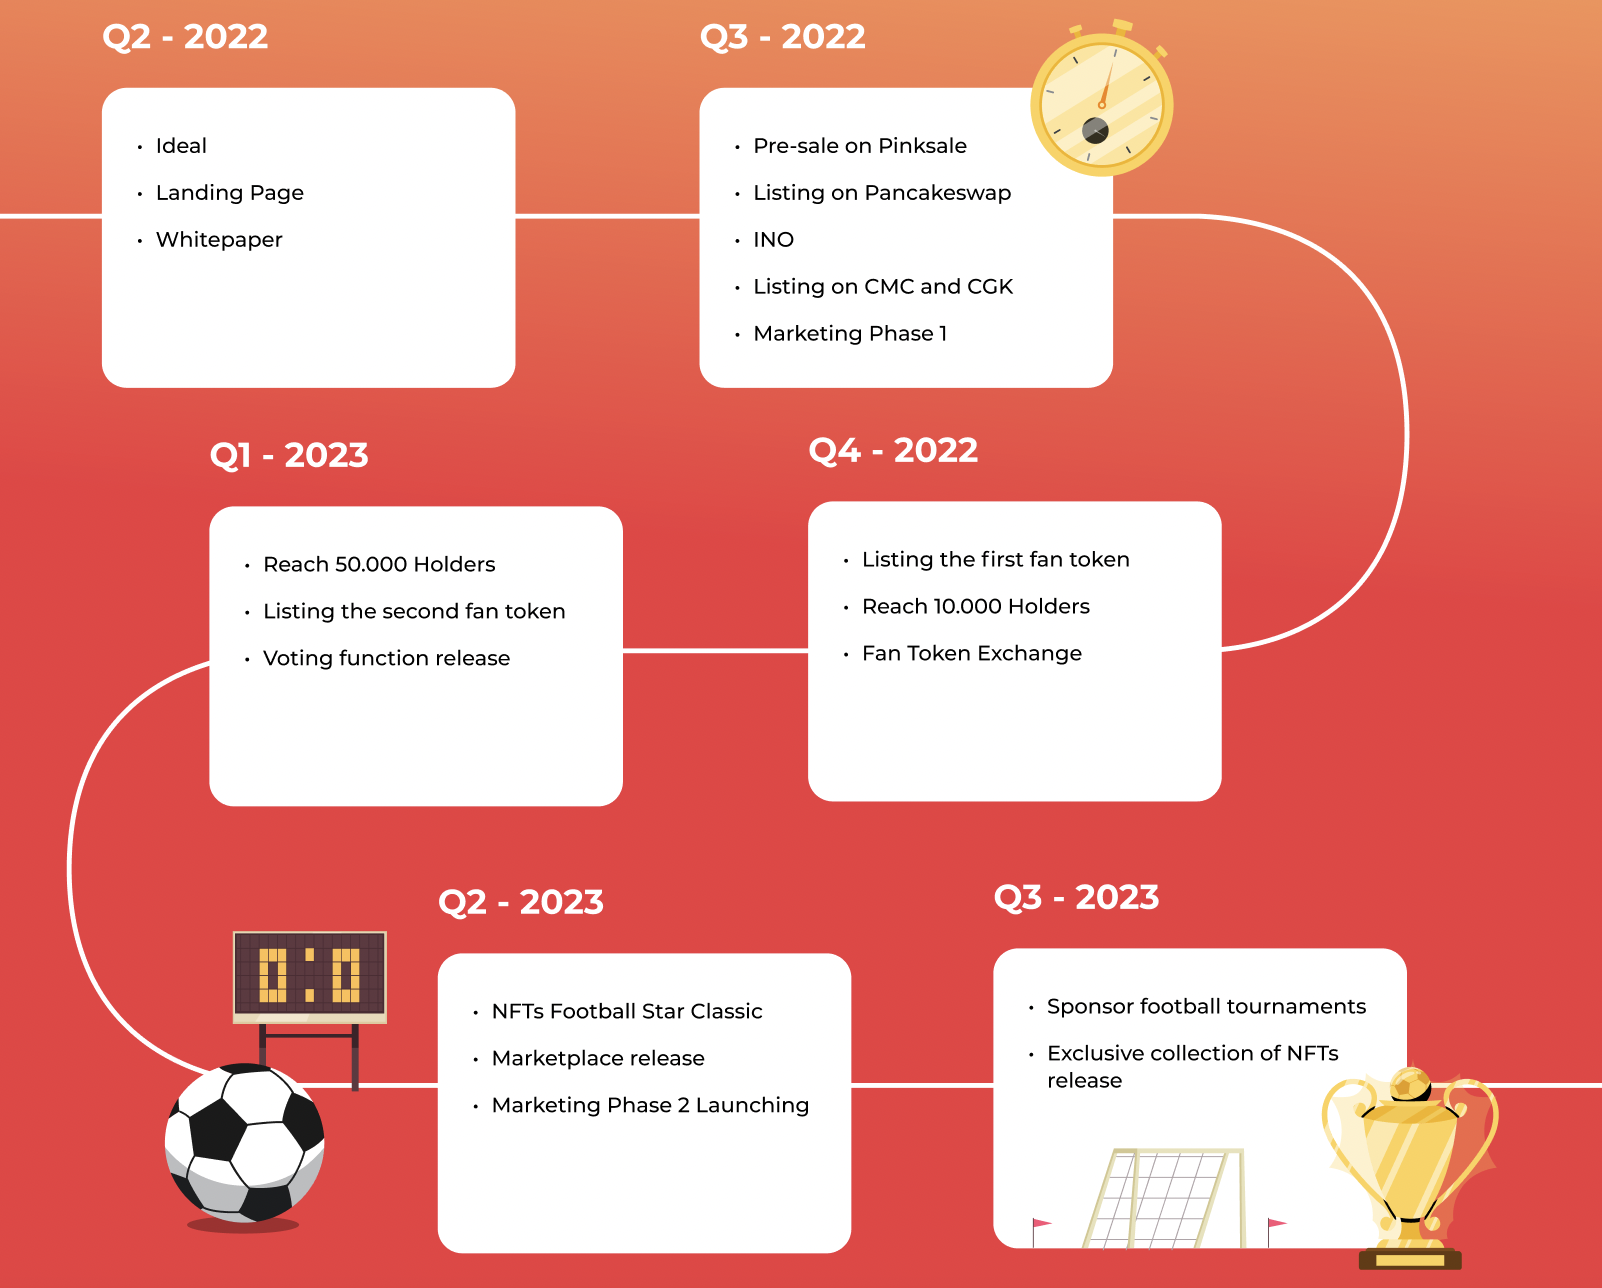 Q2 - 2022
• Ideal
• Landing Page
• Whitepaper
Q3 - 2022
• Pre-sale on Pinksale
• Listing on Pancakeswap
• INO
• Listing on CMC and CGK
• Marketing Phase 1
Q4 - 2022
• Listing the first fan token
• Reach 10.000 Holders
• Fan Token Exchange
Q1 - 2023
• Reach 50.000 Holders
• Listing the second fan token
• Voting function release
Q2 - 2023
• NFTs Football Star Classic
• Marketplace release
• Marketing Phase 2 Launching
0:0
Q3 - 2023
• Sponsor football tournaments
• Exclusive collection of NFTs
release